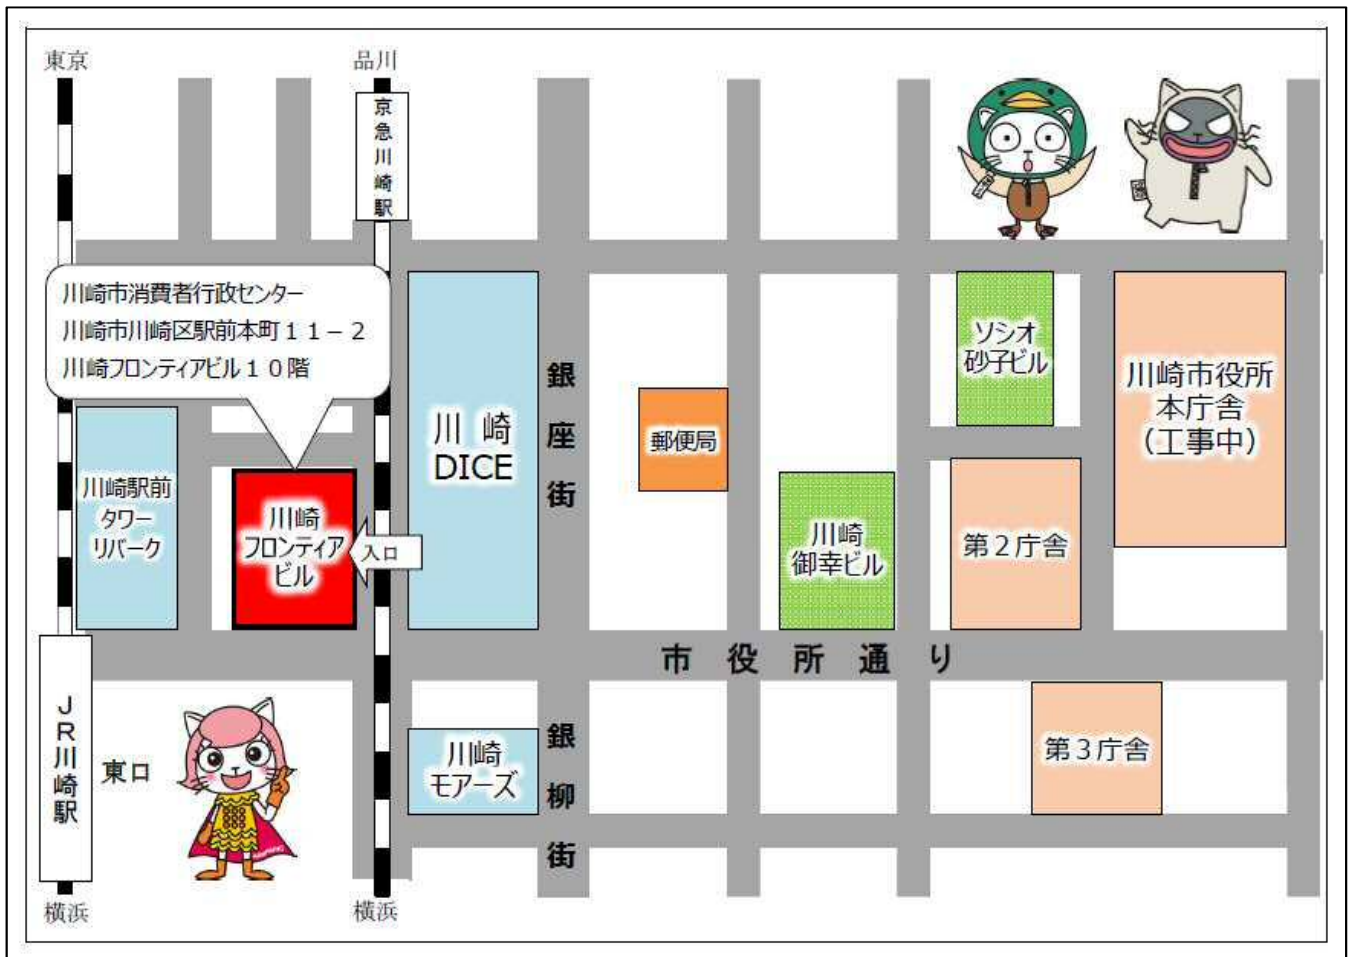 東京
品川
京急川崎駅
川崎市消費者行政センター
川崎市川崎区駅前本町１１－２
川崎フロンティアビル１０階
川崎駅前
タワー
リバーク
川崎
フロンティア
ビル
入口
川崎
DICE
銀座街
郵便局
川崎
御幸ビル
ソシオ
砂子ビル
第２庁舎
川崎市役所
本庁舎
（工事中）
市役所通り
ＪＲ川崎駅
東口
川崎
モアーズ
銀柳街
第３庁舎
横浜
横浜